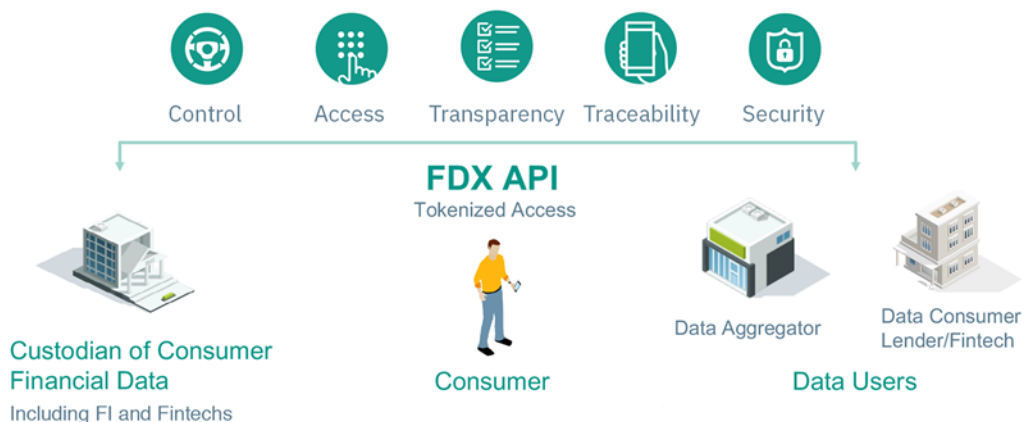 Control
Access
Transparency
Traceability
Security
FDX API
Tokenized Access
Custodian of Consumer
Financial Data
Including FI and Fintechs
Consumer
Data Aggregator
Data Consumer
Lender/Fintech
Data Users